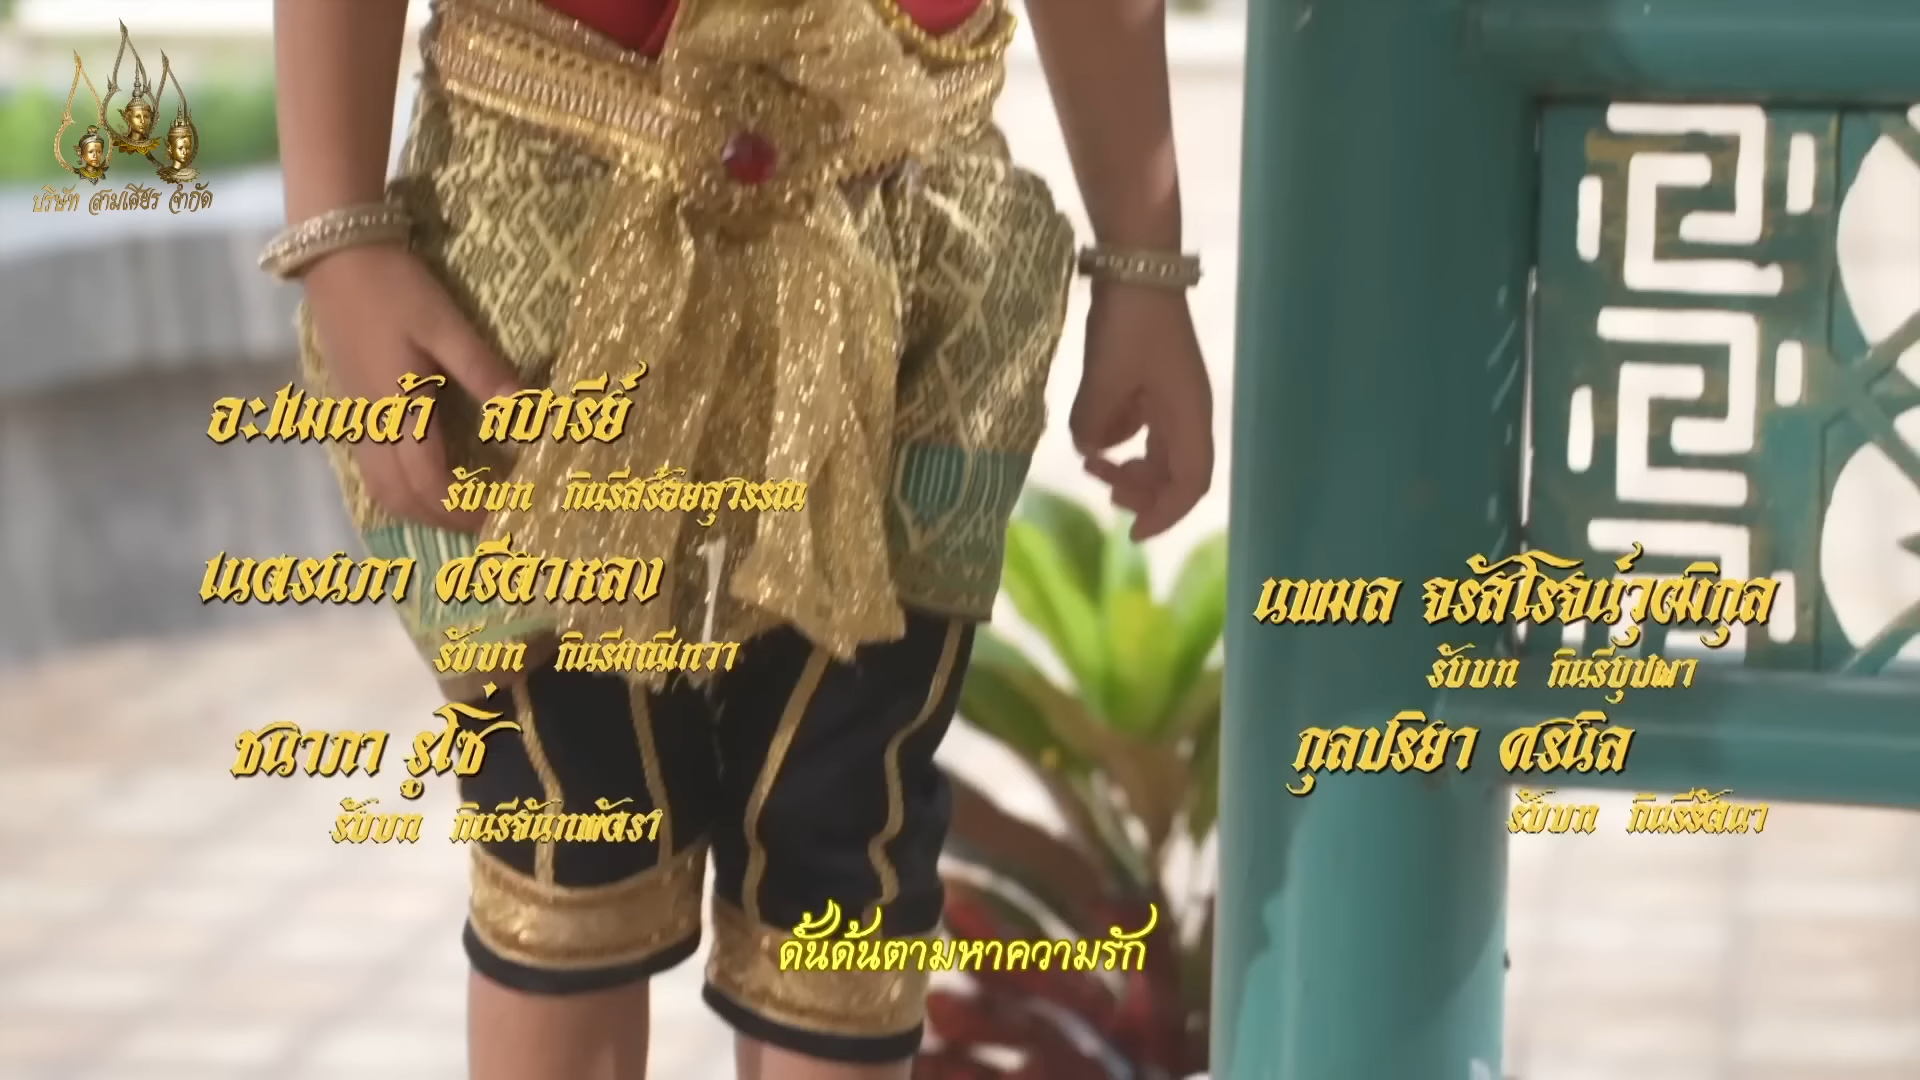 บริษัท สามเศียร จำกัด
อะแมนด้า สปารีย์
รับบท กินรีสร้อยสุวรรณ
เนตรนภา ศรีดาหลง
รับบท กินรีมณีเทวา
ชนาภา รูโซ่
รับบท กินรีจันทพัตรา
นพมล จรัสโรจน์วุฒิกุล
รับบท กินรีบุปผา
กุลปริยา ศรนิล
รับบท กินรีรัตนา
ดั้นด้นตามหาความรัก